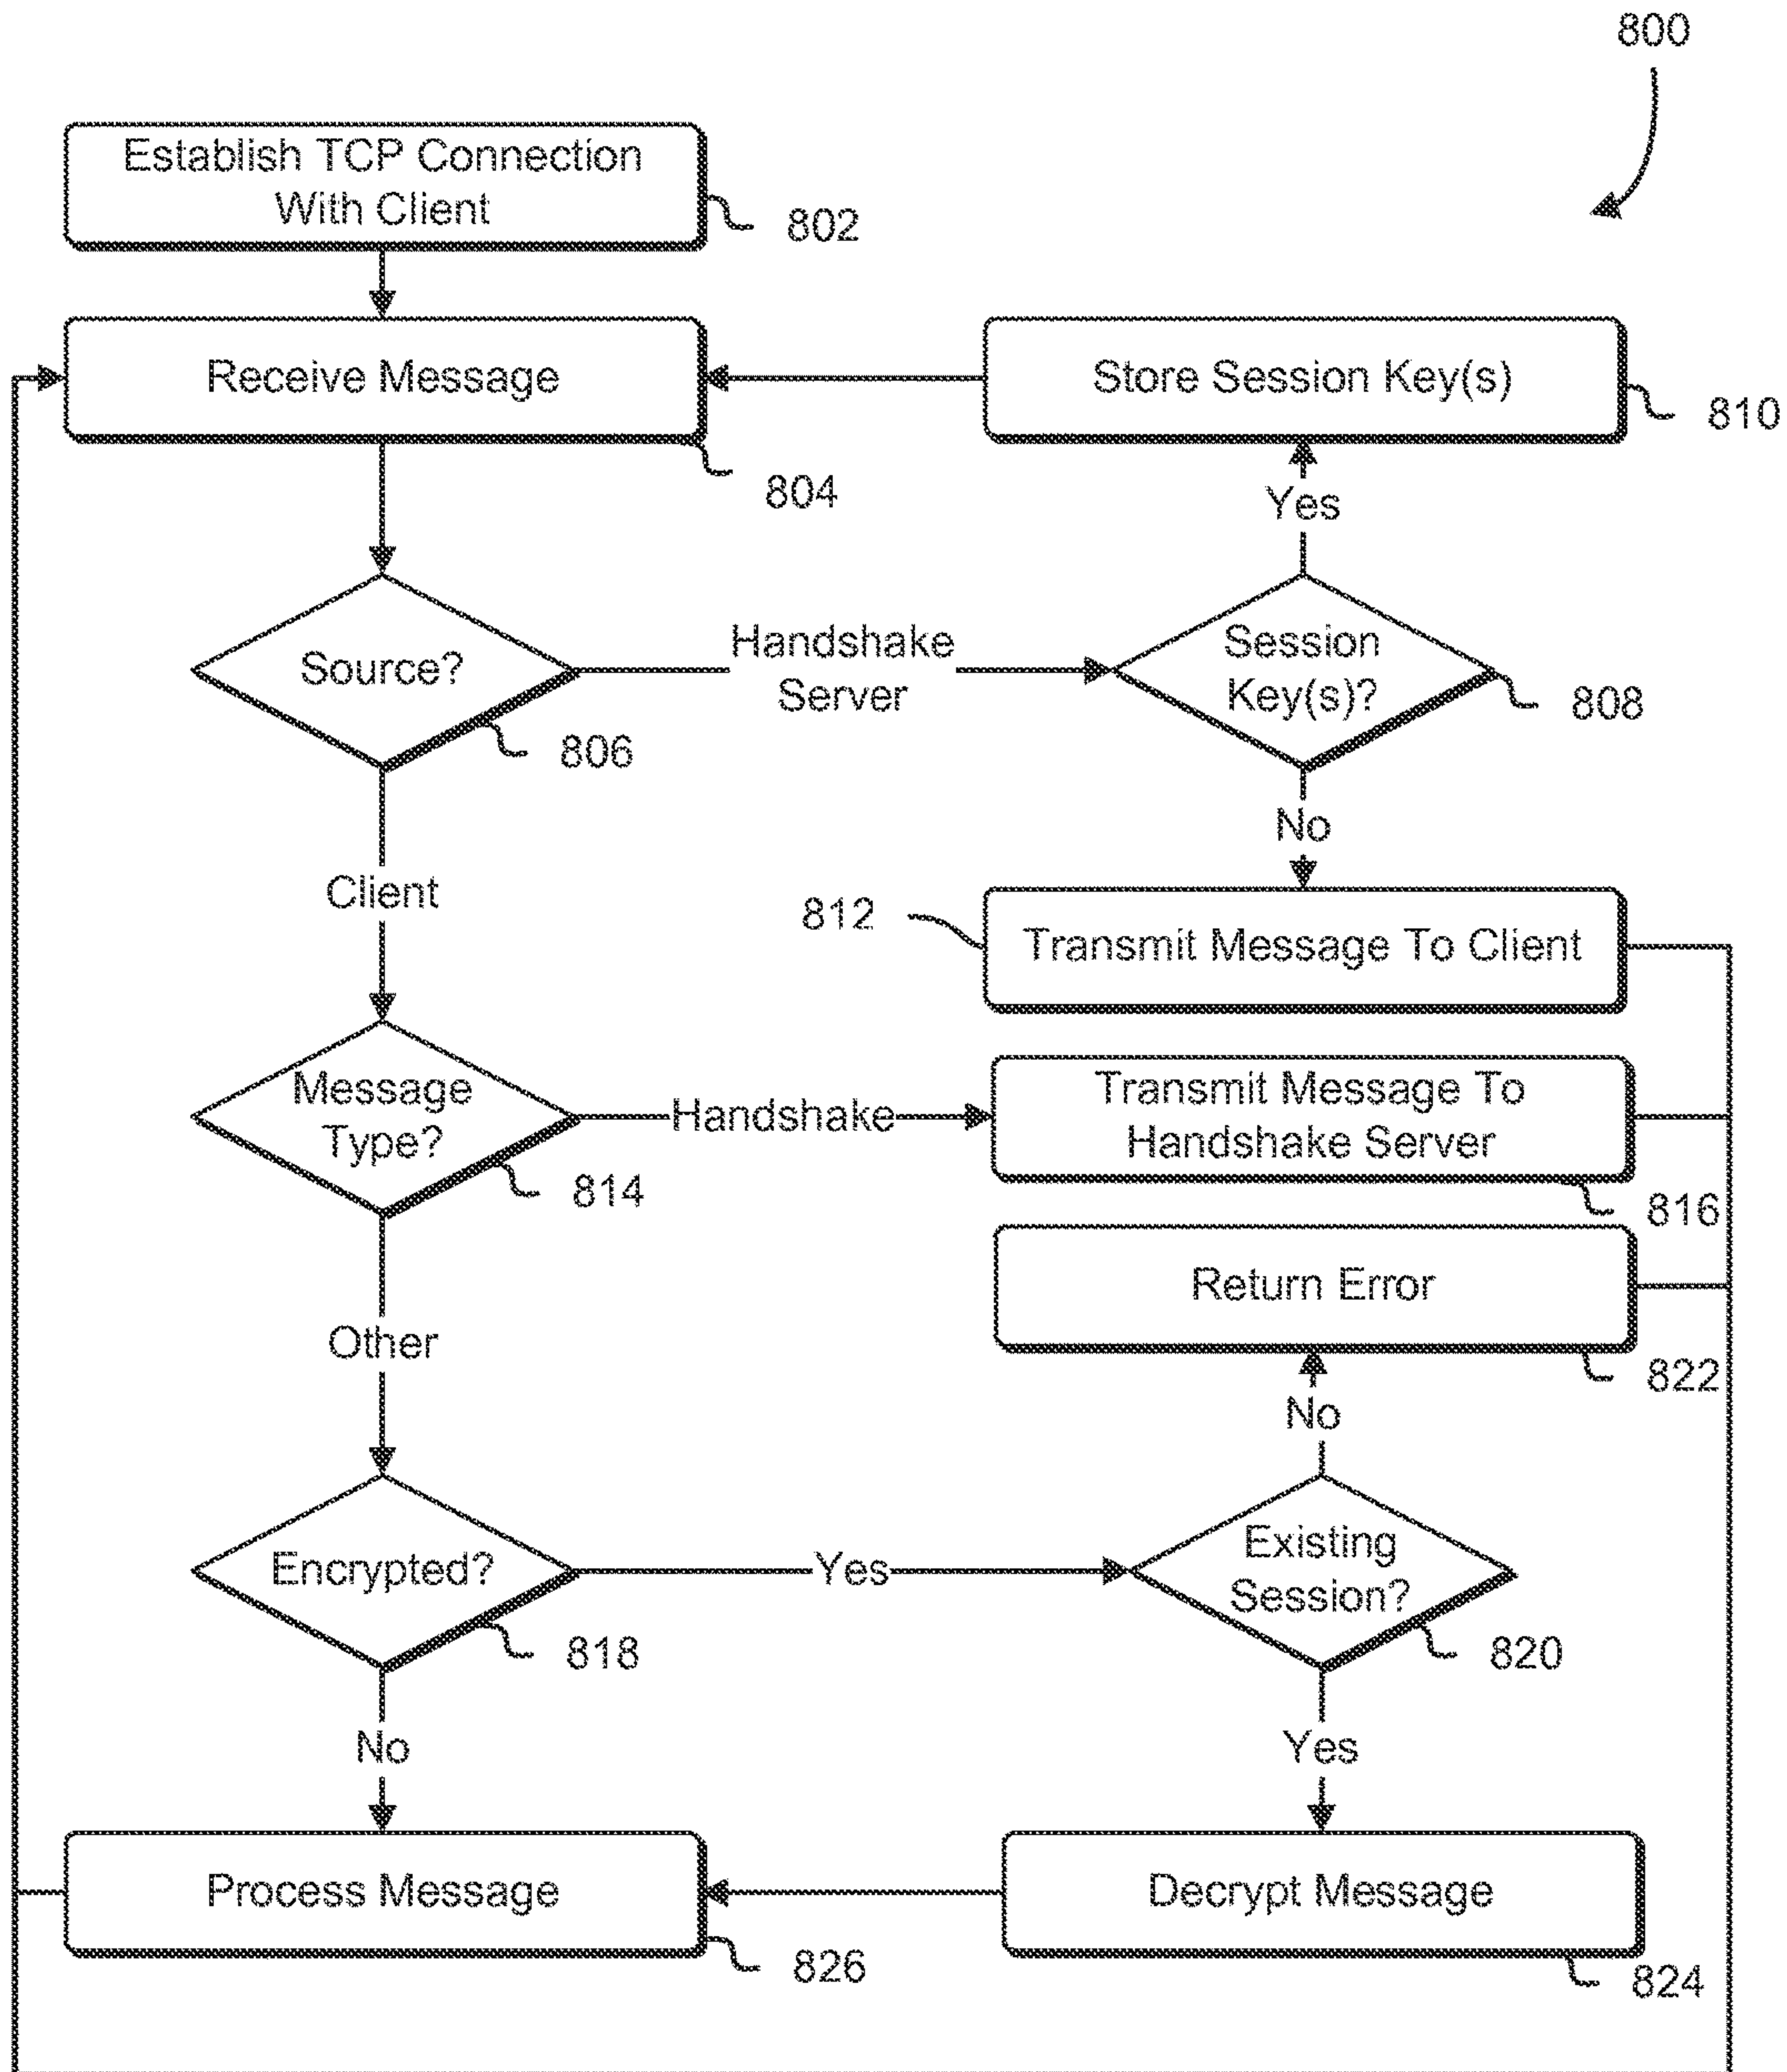 800
Establish TCP Connection
With Client
802
Receive Message
804
Store Session Key(s)
810
Yes
Source?
806
Handshake
Server
Session
Key(s)?
808
No
Client
812
Transmit Message To Client
Message
Type?
814
Handshake
Transmit Message To
Handshake Server
816
Return Error
822
Other
No
Encrypted?
818
Yes
Existing
Session?
820
No
Yes
Process Message
826
Decrypt Message
824